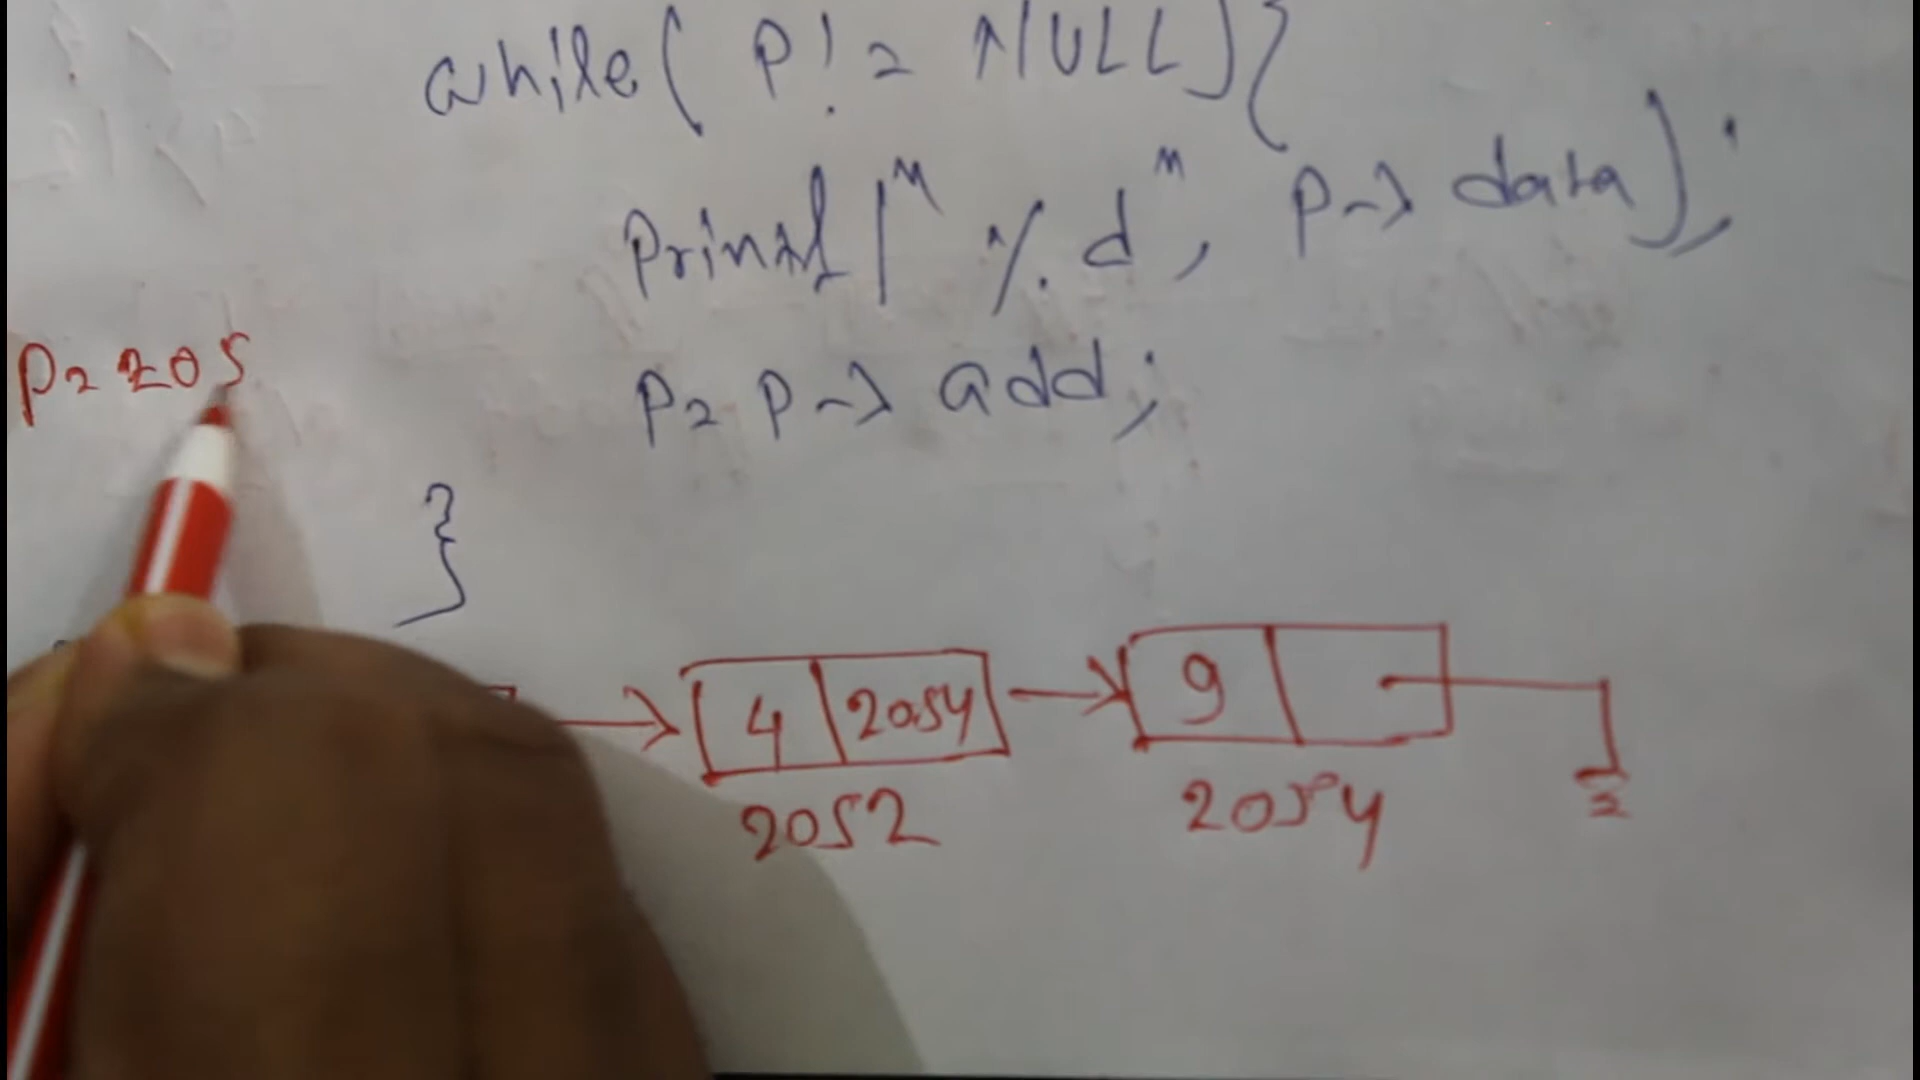 while( P != NULL){
Printf("%d", P-> data);
P= 205
P= P-> add;
}
4 2054
9
2052
2054